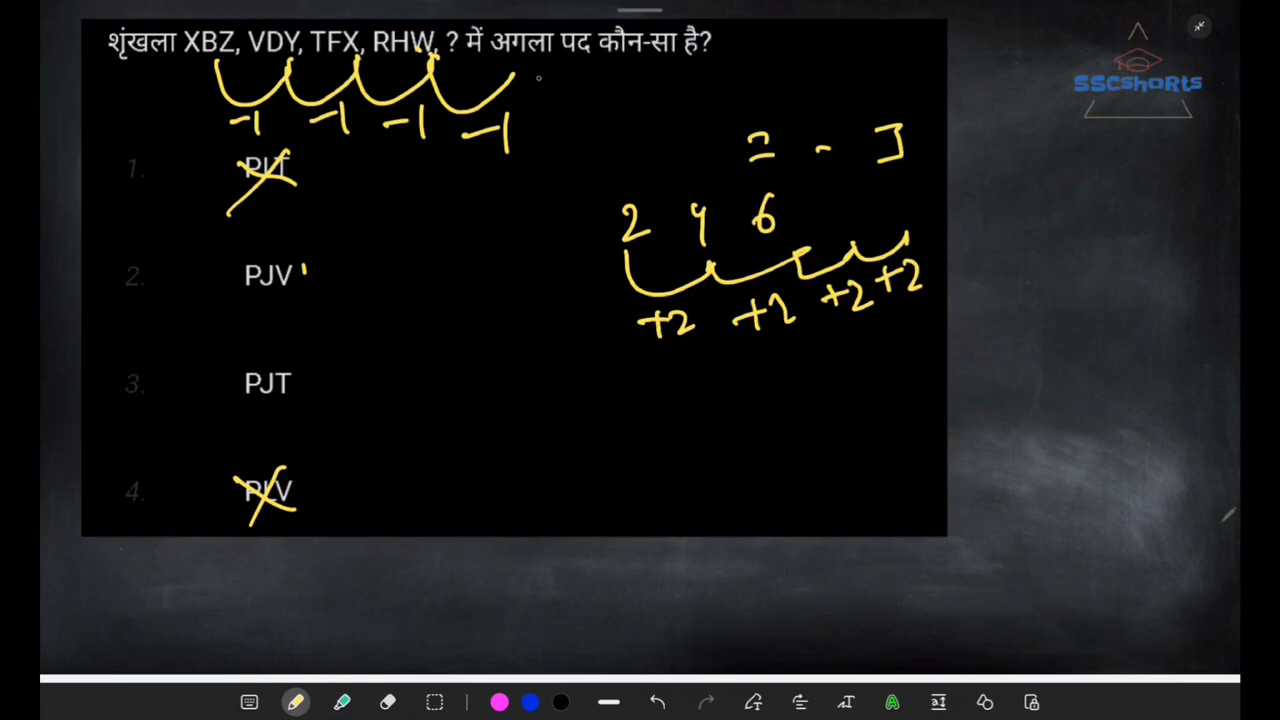 शृंखला XBZ, VDY, TFX, RHW, ? में अगला पद कौन-सा है?
SSCshoRts
-1 -1 -1 -1
1.
2. PJV
3. PJT
4. PLV
2 4 6
+2 +2 +2 +2